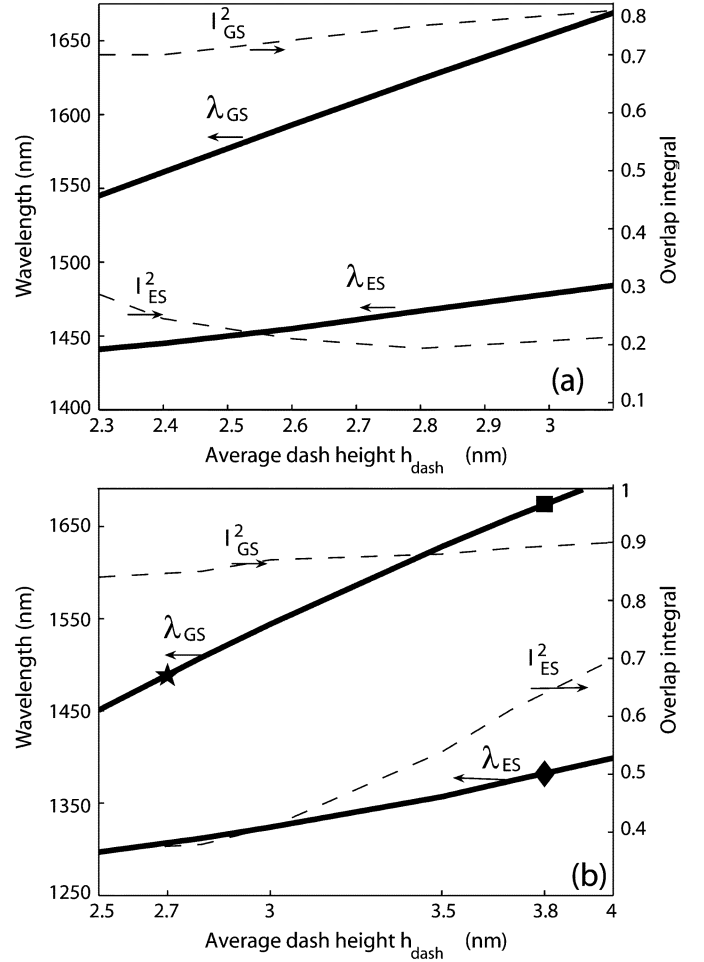 I²GS
λGS
λES
I²ES
(a)
Wavelength (nm)
1650
1600
1550
1500
1450
1400
Overlap integral
0.8
0.7
0.6
0.5
0.4
0.3
0.2
0.1
2.3 2.4 2.5 2.6 2.7 2.8 2.9 3
Average dash height hdash (nm)
I²GS
λGS
I²ES
λES
(b)
Wavelength (nm)
1650
1550
1450
1350
1250
Overlap integral
1
0.9
0.8
0.7
0.6
0.5
0.4
2.5 2.7 3 3.5 3.8 4
Average dash height hdash (nm)